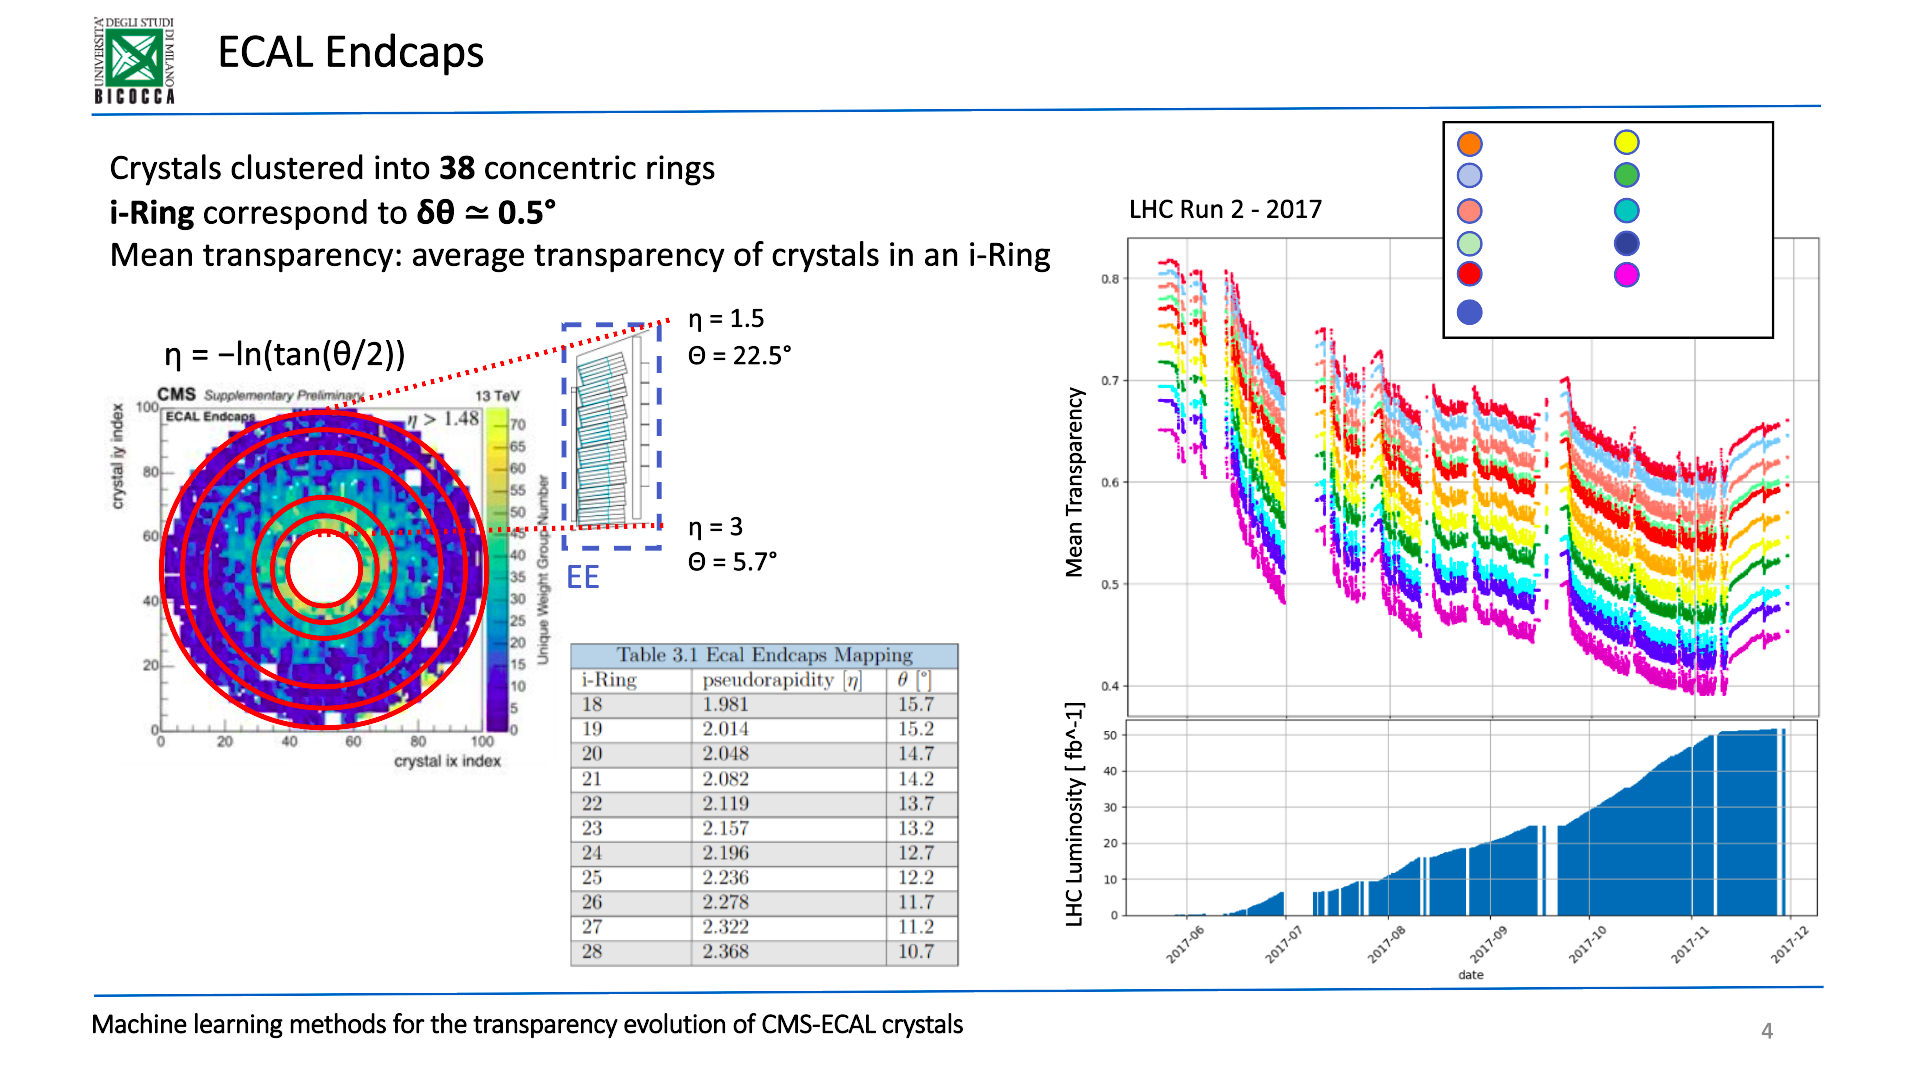 UNIVERSITA' DEGLI STUDI DI MILANO
BICOCCA
ECAL Endcaps
Crystals clustered into 38 concentric rings
i-Ring correspond to δθ ≃ 0.5°
Mean transparency: average transparency of crystals in an i-Ring
η = −ln(tan(θ/2))
CMS Supplementary Preliminary 13 TeV
ECAL Endcaps
η > 1.48
crystal iy index
100
80
60
40
20
0
0 20 40 60 80 100
crystal ix index
70
65
60
55
50
45
40
35
30
25
20
15
10
5
0
Unique Weight Group Number
η = 1.5
Θ = 22.5°
η = 3
Θ = 5.7°
EE
Table 3.1 Ecal Endcaps Mapping
i-Ring pseudorapidity [η] θ [°]
18 1.981 15.7
19 2.014 15.2
20 2.048 14.7
21 2.082 14.2
22 2.119 13.7
23 2.157 13.2
24 2.196 12.7
25 2.236 12.2
26 2.278 11.7
27 2.322 11.2
28 2.368 10.7
LHC Run 2 - 2017
Mean Transparency
0.8
0.7
0.6
0.5
0.4
LHC Luminosity [ fb^-1]
50
40
30
20
10
0
2017-06 2017-07 2017-08 2017-09 2017-10 2017-11 2017-12
date
Machine learning methods for the transparency evolution of CMS-ECAL crystals
4